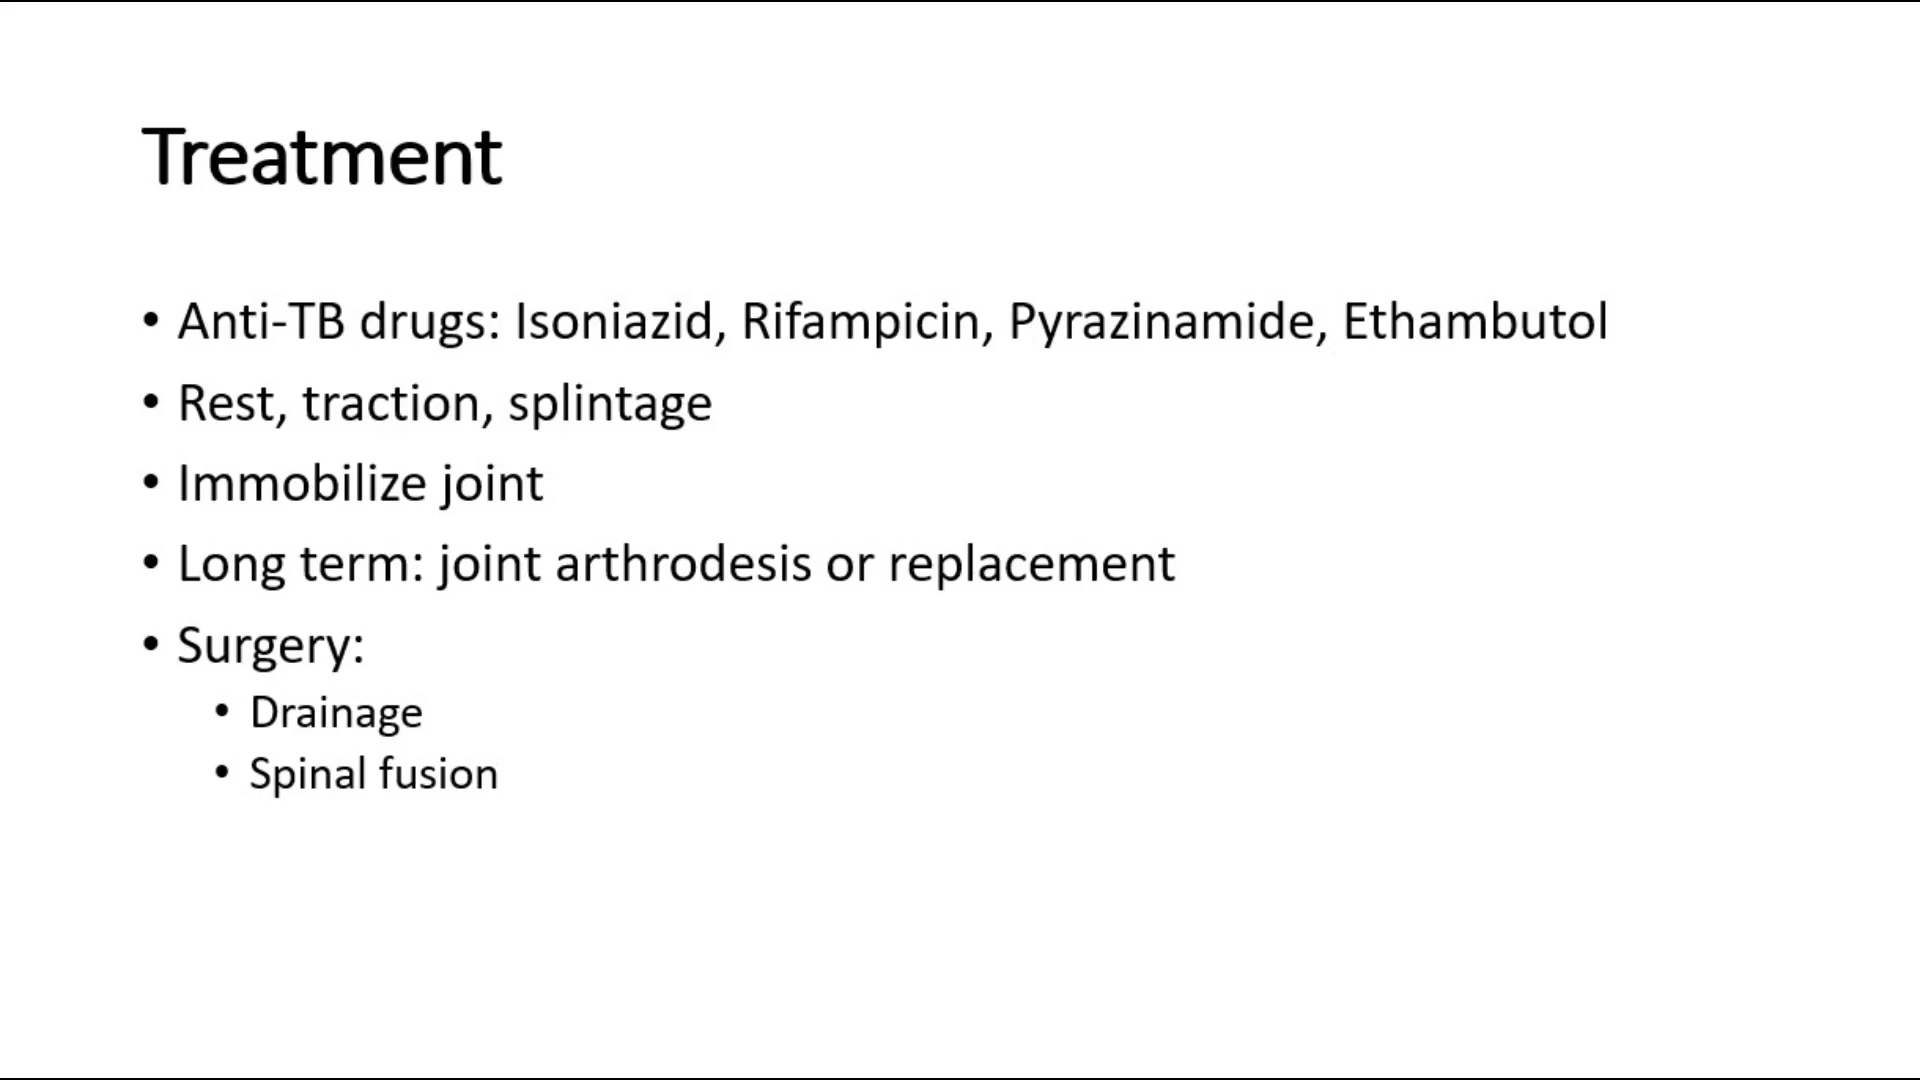 Treatment
• Anti-TB drugs: Isoniazid, Rifampicin, Pyrazinamide, Ethambutol
• Rest, traction, splintage
• Immobilize joint
• Long term: joint arthrodesis or replacement
• Surgery:
• Drainage
• Spinal fusion